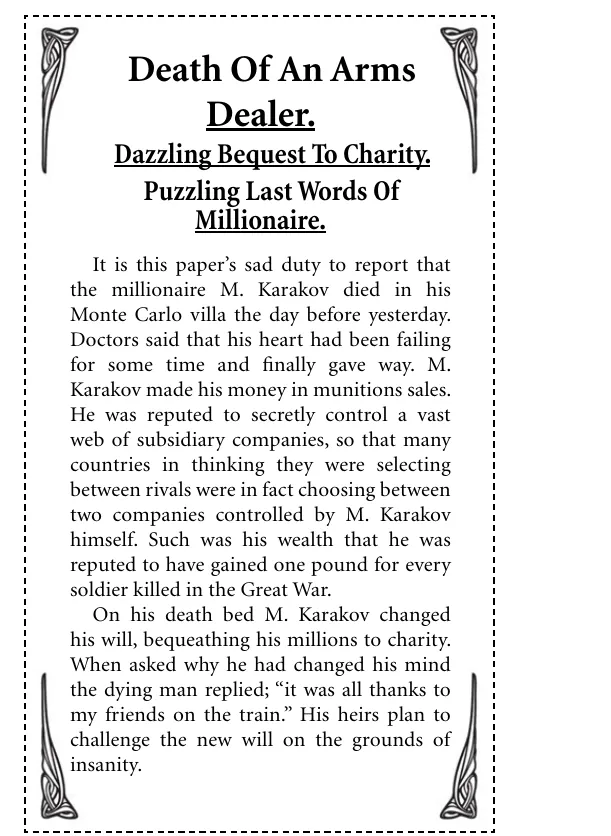 Death Of An Arms
Dealer.
Dazzling Bequest To Charity.
Puzzling Last Words Of
Millionaire.
It is this paper’s sad duty to report that
the millionaire M. Karakov died in his
Monte Carlo villa the day before yesterday.
Doctors said that his heart had been failing
for some time and finally gave way. M.
Karakov made his money in munitions sales.
He was reputed to secretly control a vast
web of subsidiary companies, so that many
countries in thinking they were selecting
between rivals were in fact choosing between
two companies controlled by M. Karakov
himself. Such was his wealth that he was
reputed to have gained one pound for every
soldier killed in the Great War.
On his death bed M. Karakov changed
his will, bequeathing his millions to charity.
When asked why he had changed his mind
the dying man replied; “it was all thanks to
my friends on the train.” His heirs plan to
challenge the new will on the grounds of
insanity.